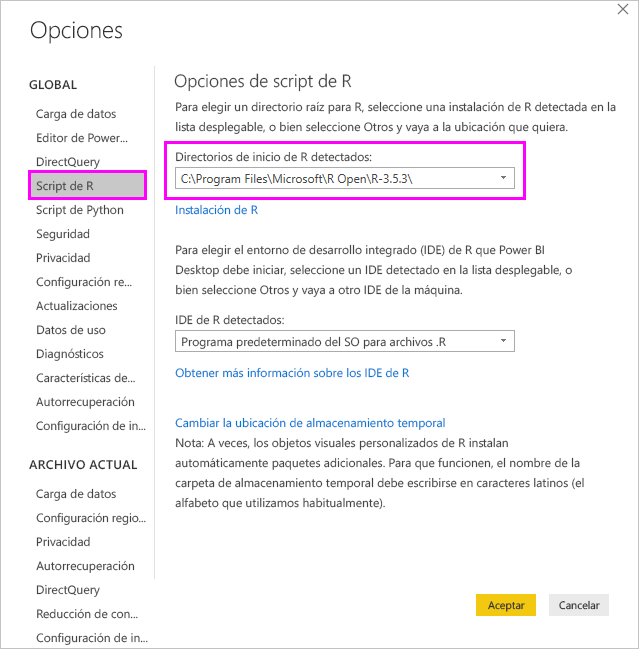 Opciones
GLOBAL
Carga de datos
Editor de Power...
DirectQuery
Script de R
Script de Python
Seguridad
Privacidad
Configuración re...
Actualizaciones
Datos de uso
Diagnósticos
Características de...
Autorrecuperación
Configuración de in...
ARCHIVO ACTUAL
Carga de datos
Configuración regio...
Privacidad
Autorrecuperación
DirectQuery
Reducción de con...
Configuración de in...
Opciones de script de R
Para elegir un directorio raíz para R, seleccione una instalación de R detectada en la
lista desplegable, o bien seleccione Otros y vaya a la ubicación que quiera.
Directorios de inicio de R detectados:
C:\Program Files\Microsoft\R Open\R-3.5.3\
Instalación de R
Para elegir el entorno de desarrollo integrado (IDE) de R que Power BI
Desktop debe iniciar, seleccione un IDE detectado en la lista desplegable, o
bien seleccione Otros y vaya a otro IDE de la máquina.
IDE de R detectados:
Programa predeterminado del SO para archivos .R
Obtener más información sobre los IDE de R
Cambiar la ubicación de almacenamiento temporal
Nota: A veces, los objetos visuales personalizados de R instalan
automáticamente paquetes adicionales. Para que funcionen, el nombre de la
carpeta de almacenamiento temporal debe escribirse en caracteres latinos (el
alfabeto que utilizamos habitualmente).
Aceptar
Cancelar